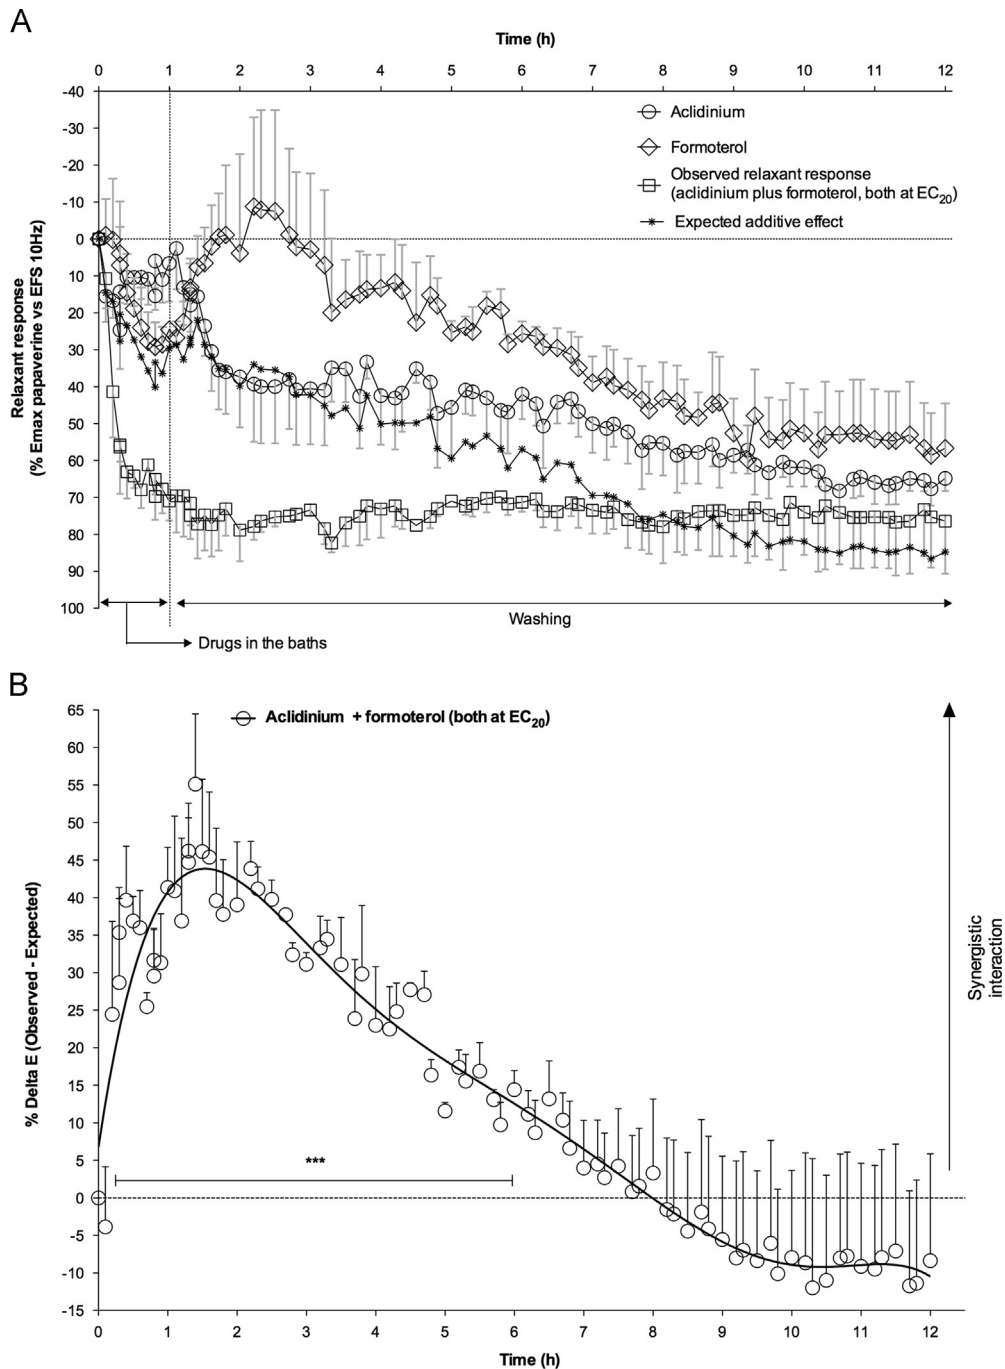 A
Time (h)
0 1 2 3 4 5 6 7 8 9 10 11 12
Relaxant response
(% Emax papaverine vs EFS 10Hz)
-40
-30
-20
-10
0
10
20
30
40
50
60
70
80
90
100
Aclidinium
Formoterol
Observed relaxant response
(aclidinium plus formoterol, both at EC20)
Expected additive effect
Washing
Drugs in the baths
B
% Delta E (Observed - Expected)
65
60
55
50
45
40
35
30
25
20
15
10
5
0
-5
-10
-15
Aclidinium + formoterol (both at EC20)
***
Synergistic
interaction
0 1 2 3 4 5 6 7 8 9 10 11 12
Time (h)